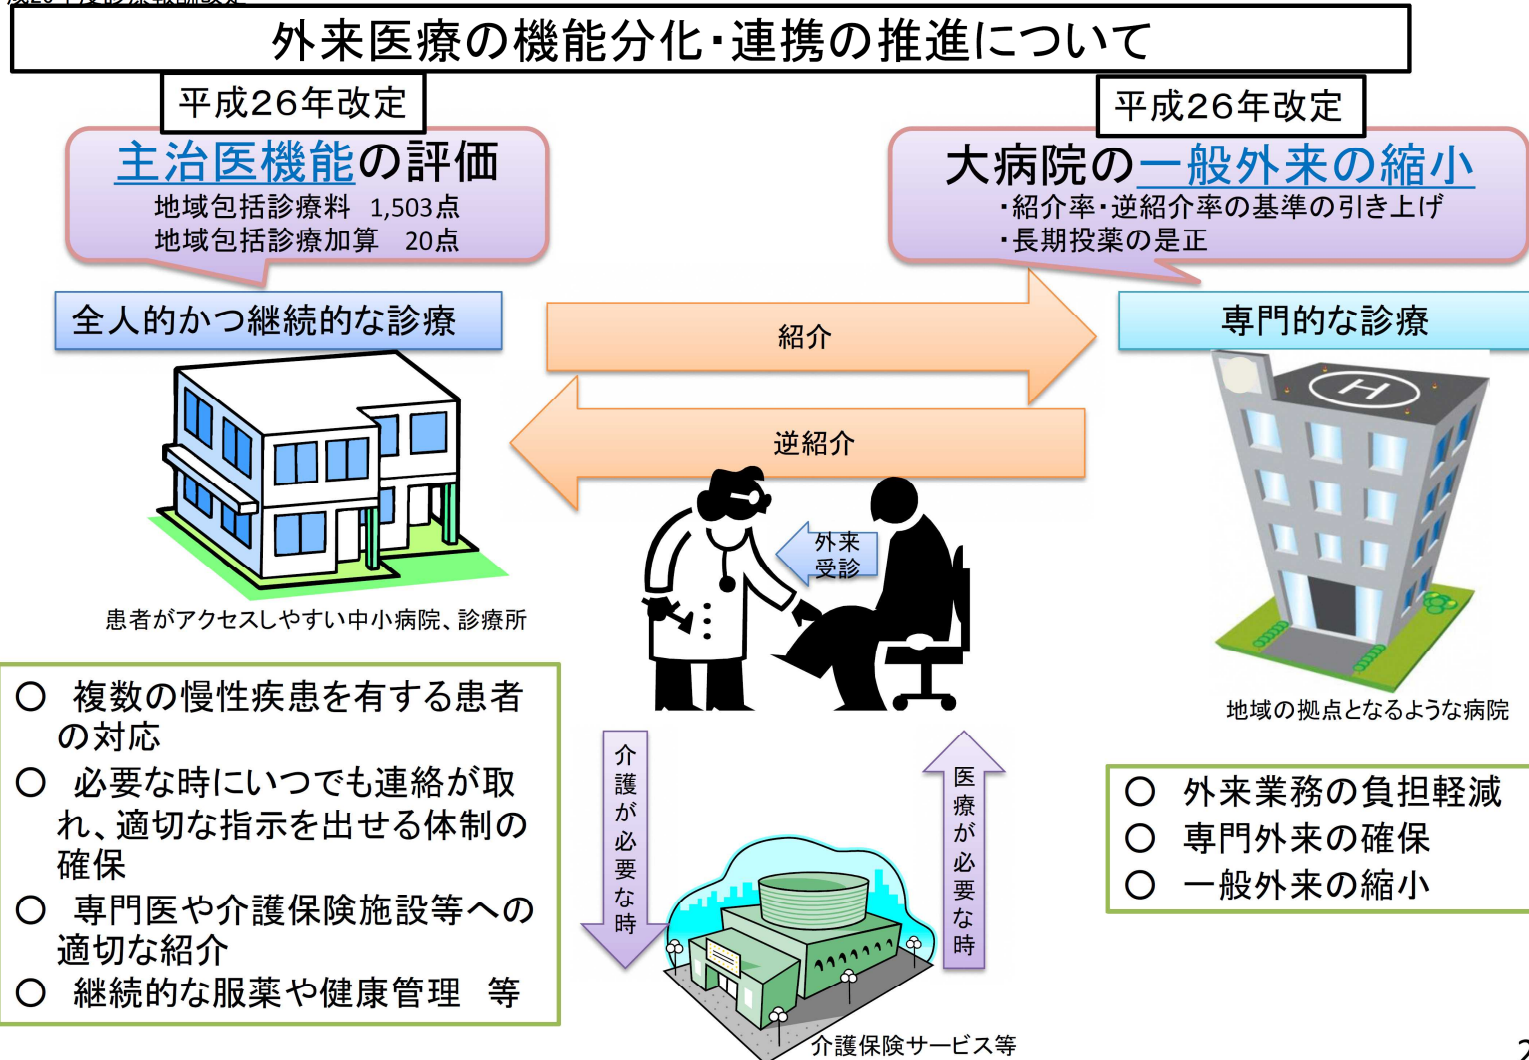 外来医療の機能分化･連携の推進について
平成26年改定
主治医機能の評価
地域包括診療料 1,503点
地域包括診療加算 20点
平成26年改定
大病院の一般外来の縮小
･紹介率･逆紹介率の基準の引き上げ
･長期投薬の是正
全人的かつ継続的な診療
紹介
専門的な診療
逆紹介
外来
受診
患者がアクセスしやすい中小病院、診療所
地域の拠点となるような病院
○ 複数の慢性疾患を有する患者
の対応
○ 必要な時にいつでも連絡が取
れ、適切な指示を出せる体制の
確保
○ 専門医や介護保険施設等への
適切な紹介
○ 継続的な服薬や健康管理 等
介護が必要な時
医療が必要な時
○ 外来業務の負担軽減
○ 専門外来の確保
○ 一般外来の縮小
介護保険サービス等